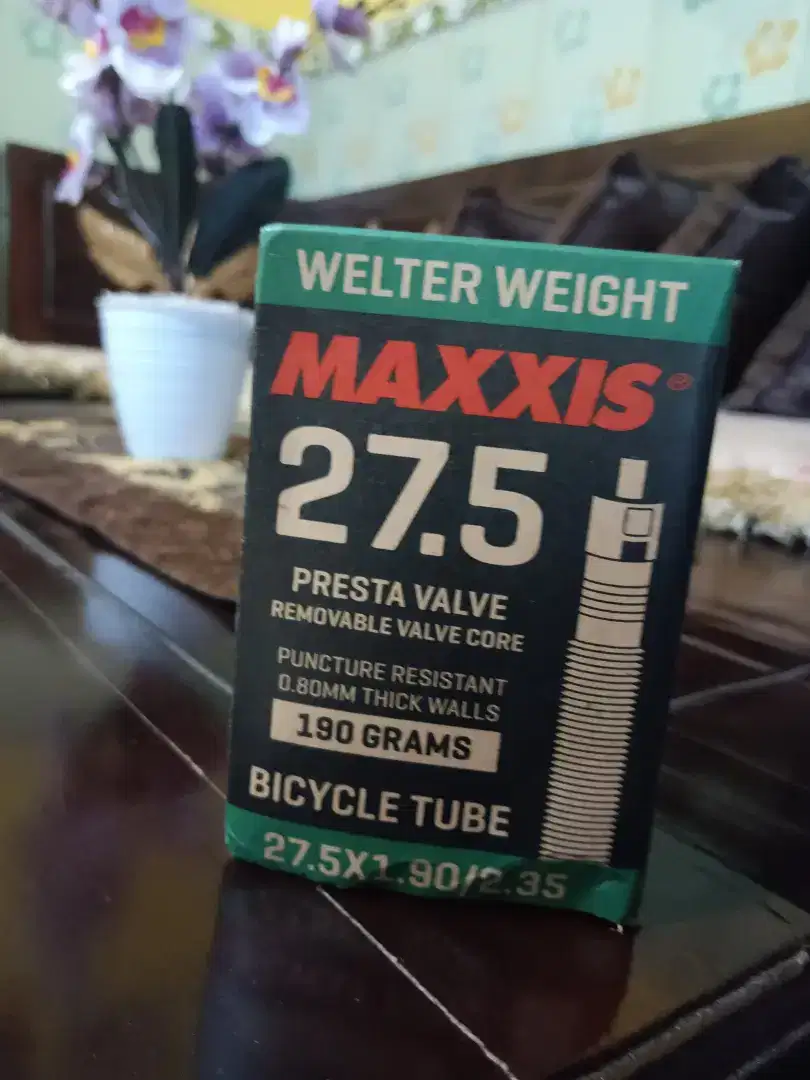 WELTER WEIGHT
MAXXIS®
27.5
PRESTA VALVE
REMOVABLE VALVE CORE
PUNCTURE RESISTANT
0.80MM THICK WALLS
190 GRAMS
BICYCLE TUBE
27.5X1.90/2.35